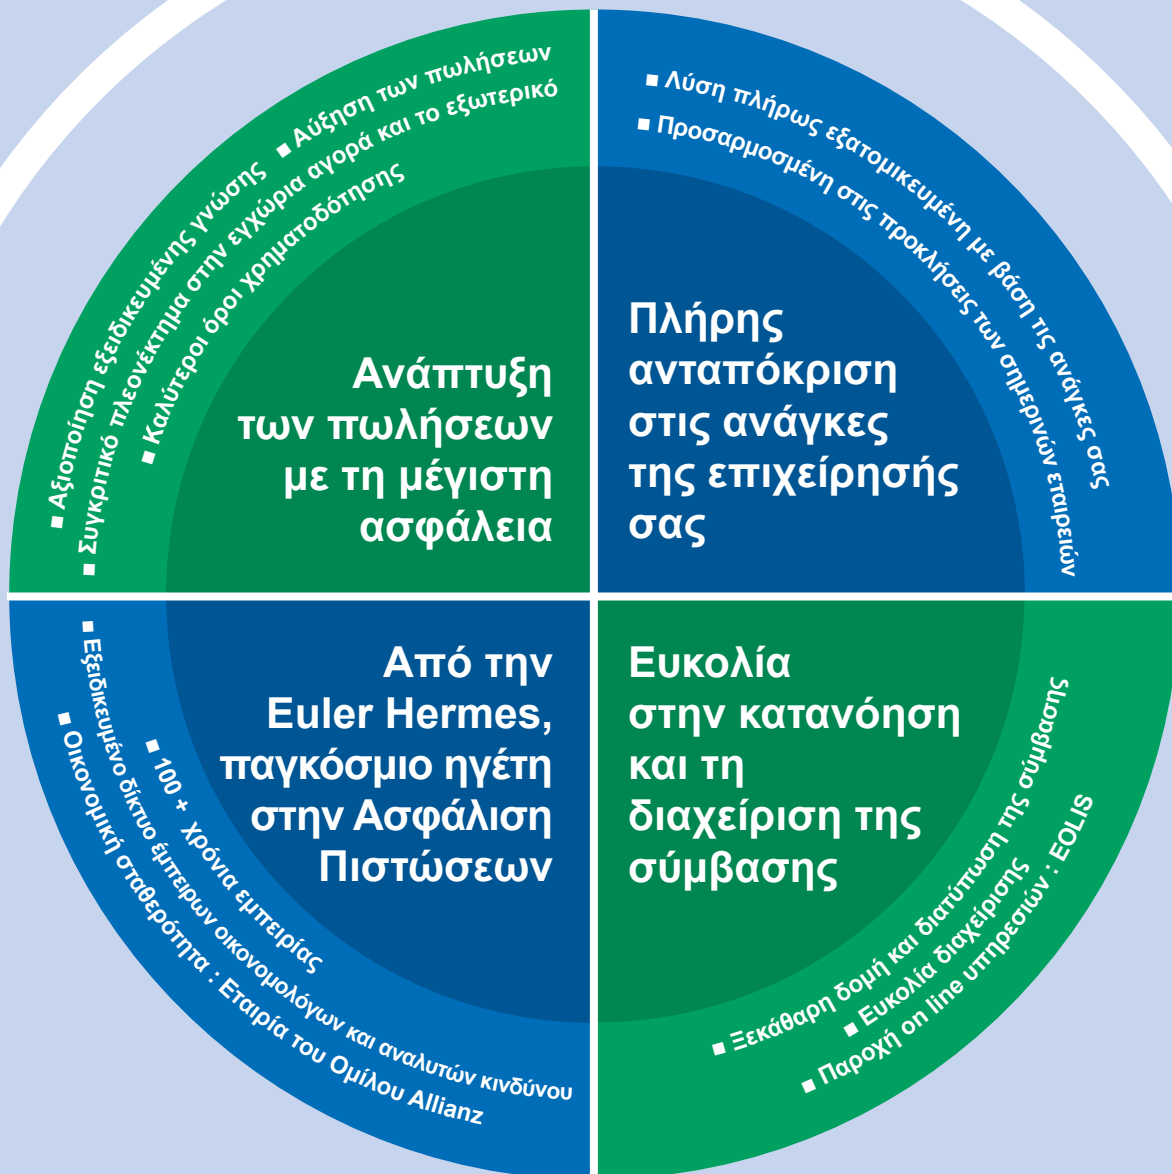 ■ Αξιοποίηση εξειδικευμένης γνώσης ■ Αύξηση των πωλήσεων
■ Συγκριτικό πλεονέκτημα στην εγχώρια αγορά και το εξωτερικό
■ Καλύτεροι όροι χρηματοδότησης
Ανάπτυξη
των πωλήσεων
με τη μέγιστη
ασφάλεια
■ Λύση πλήρως εξατομικευμένη με βάση τις ανάγκες σας
■ Προσαρμοσμένη στις προκλήσεις των σημερινών εταιρειών
Πλήρης
ανταπόκριση
στις ανάγκες
της επιχείρησής
σας
Από την
Euler Hermes,
παγκόσμιο ηγέτη
στην Ασφάλιση
Πιστώσεων
■ 100 + χρόνια εμπειρίας
■ Εξειδικευμένο δίκτυο έμπειρων οικονομολόγων και αναλυτών κινδύνου
■ Οικονομική σταθερότητα : Εταιρία του Ομίλου Allianz
Ευκολία
στην κατανόηση
και τη
διαχείριση της
σύμβασης
■ Ξεκάθαρη δομή και διατύπωση της σύμβασης
■ Ευκολία διαχείρισης
■ Παροχή on line υπηρεσιών : EOLIS